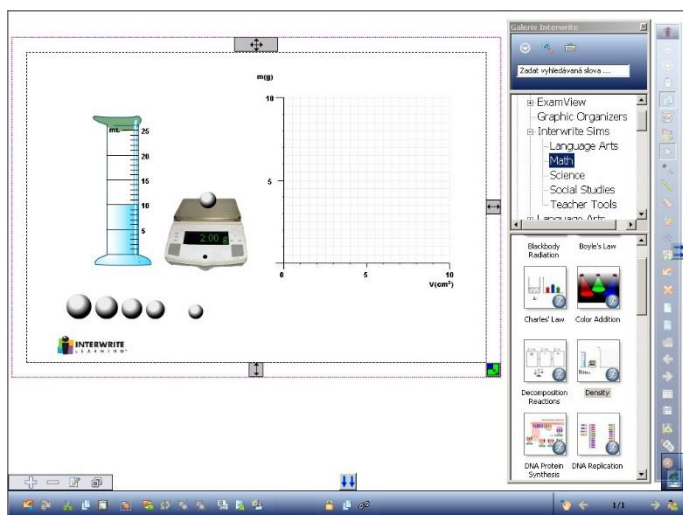 Galerie Interwrite
Zadat vyhledávaná slova ...
ExamView
Graphic Organizers
Interwrite Sims
Language Arts
Math
Science
Social Studies
Teacher Tools
Language Arts
Blackbody Radiation
Boyle's Law
Charles' Law
Color Addition
Decomposition Reactions
Density
DNA Protein Synthesis
DNA Replication
m(g)
10
5
0
0
5
10
V(cm³)
mL
25
20
15
10
5
2.00 g
INTERWRITE
LEARNING
1/1